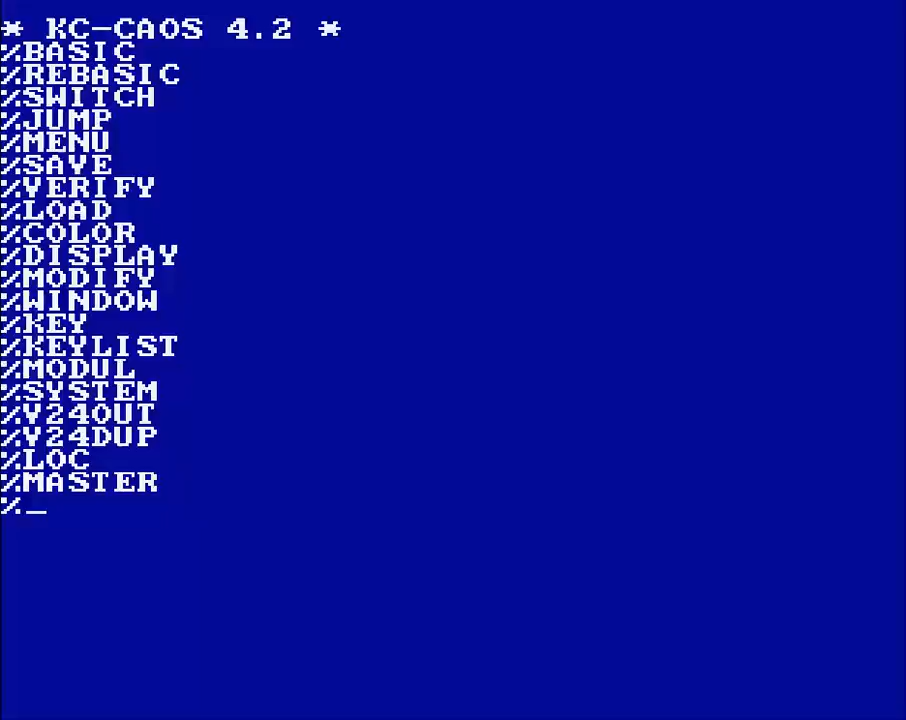 * KC-CAOS 4.2 *
%BASIC
%REBASIC
%SWITCH
%JUMP
%MENU
%SAVE
%VERIFY
%LOAD
%COLOR
%DISPLAY
%MODIFY
%WINDOW
%KEY
%KEYLIST
%MODUL
%SYSTEM
%V24OUT
%V24DUP
%LOC
%MASTER
%_